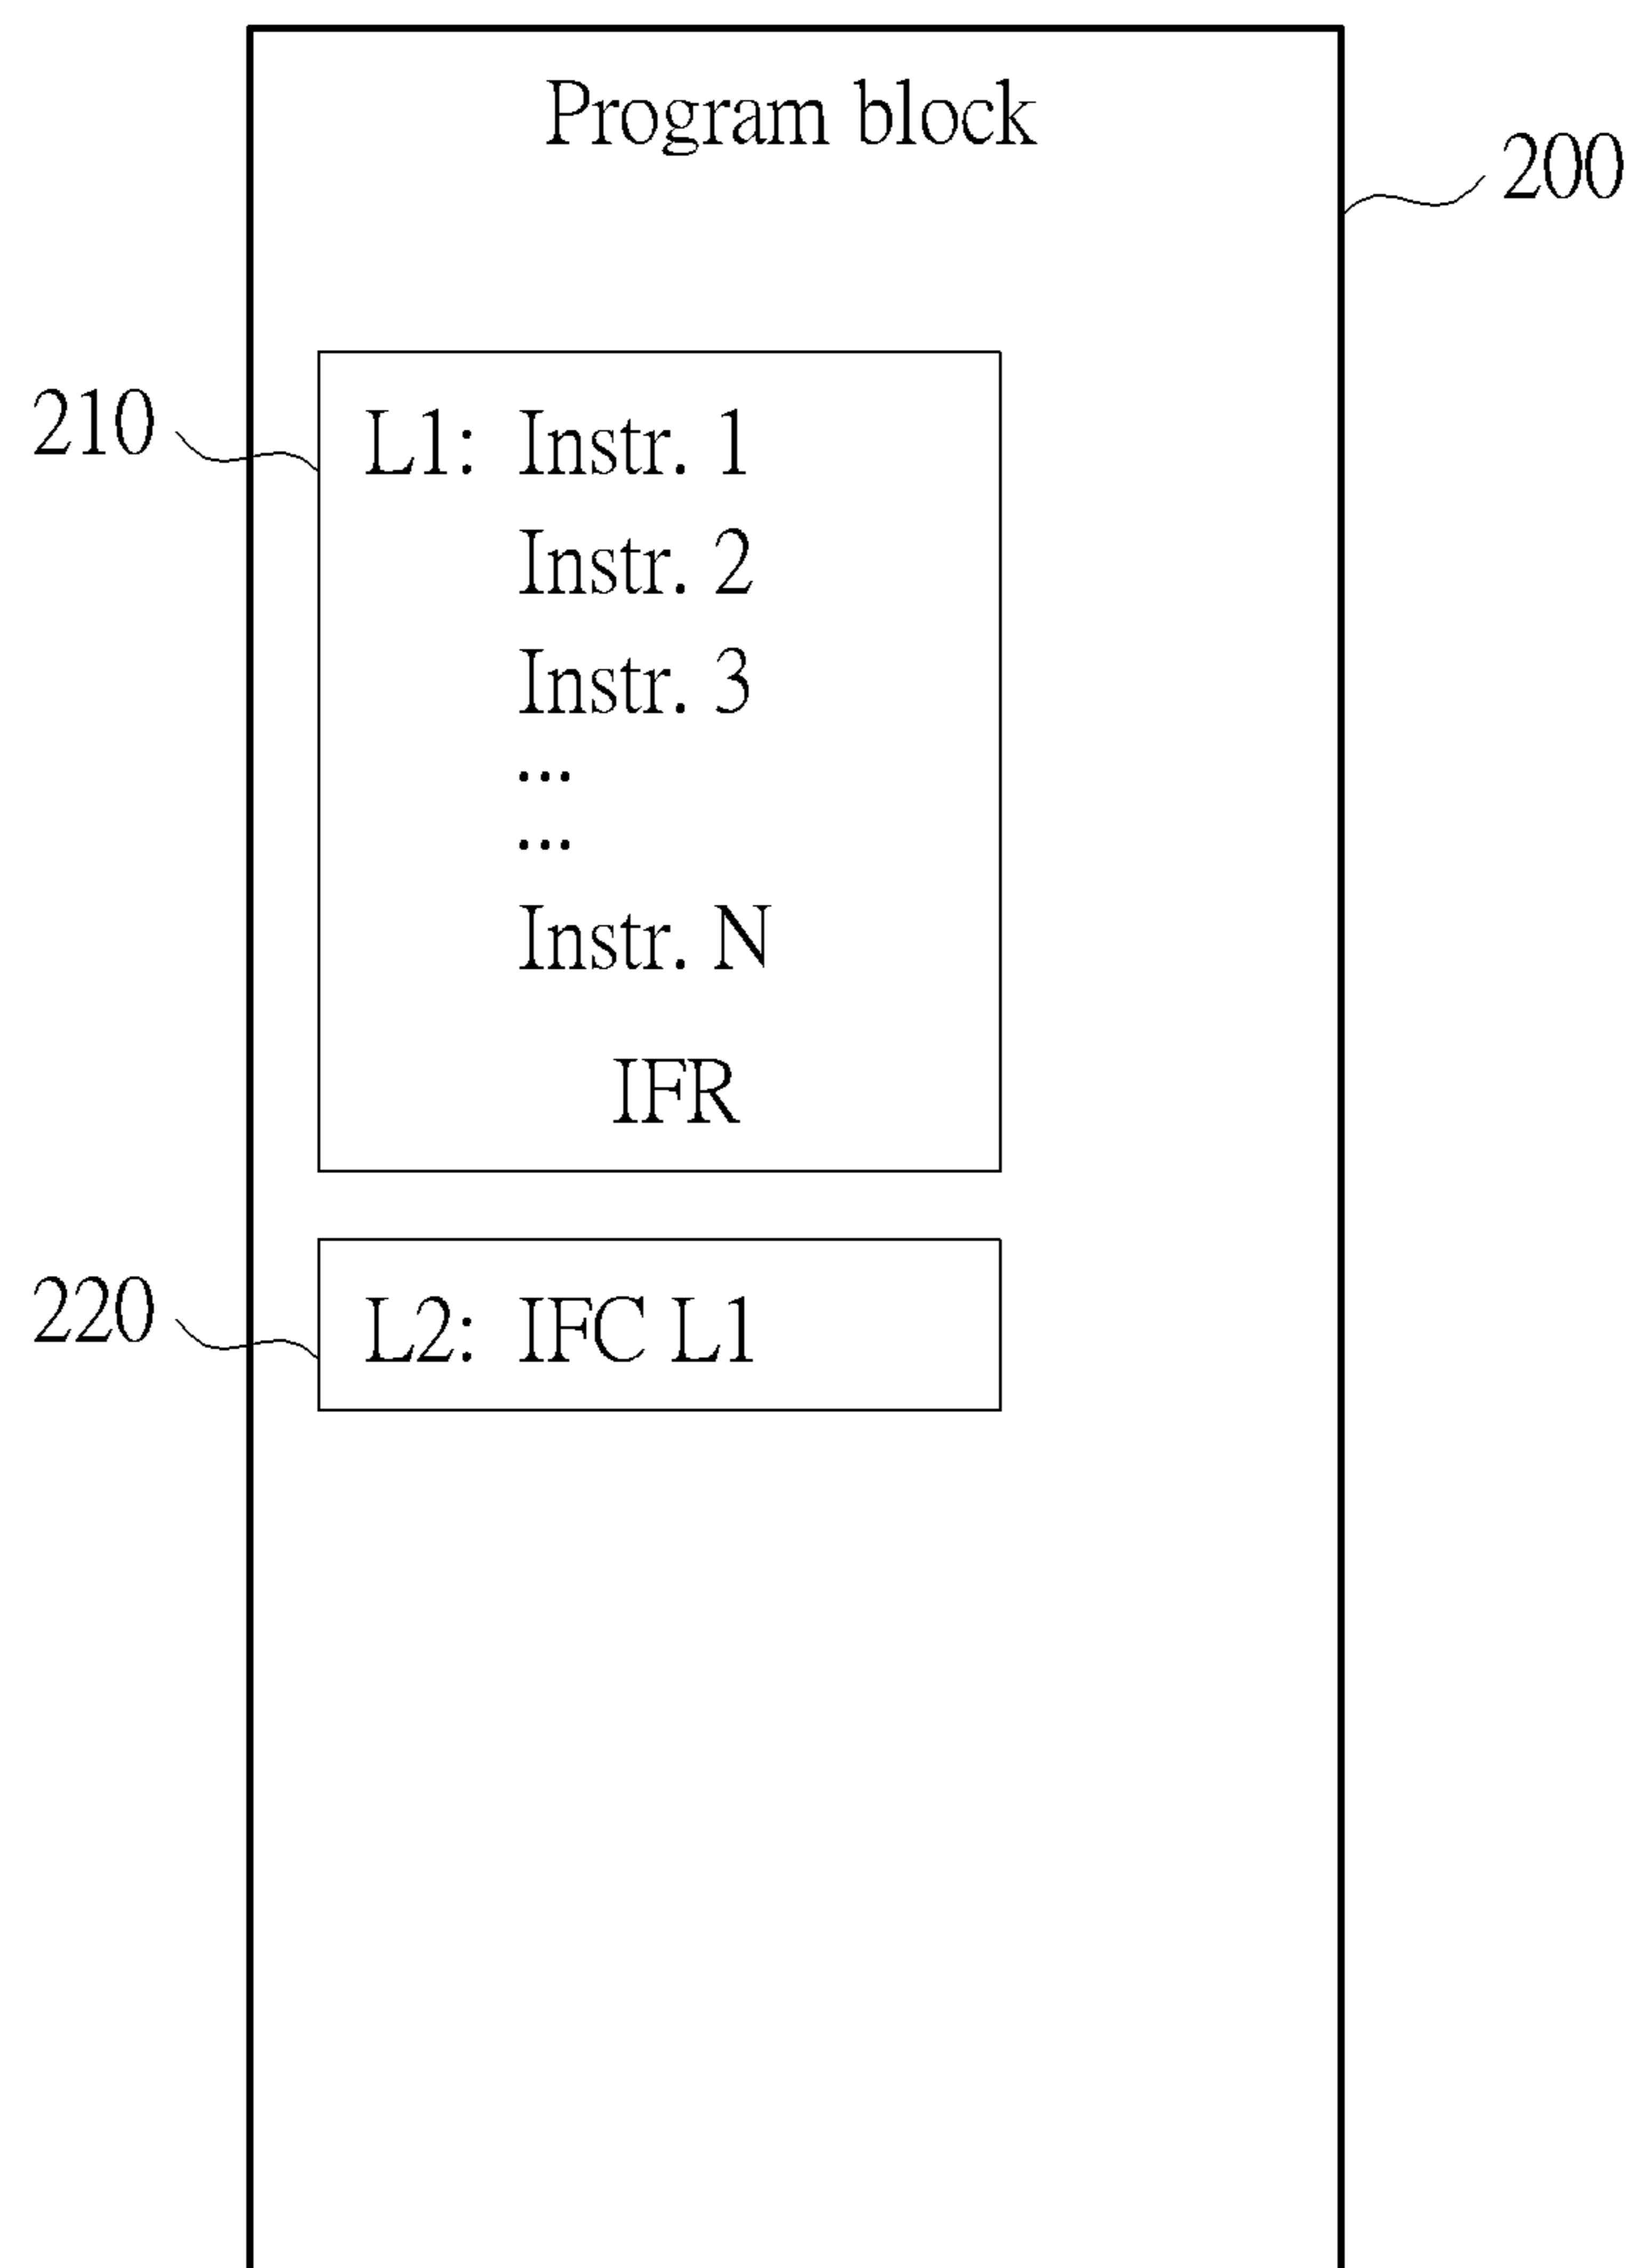 Program block
200
210
L1: Instr. 1
Instr. 2
Instr. 3
...
...
Instr. N
IFR
220
L2: IFC L1